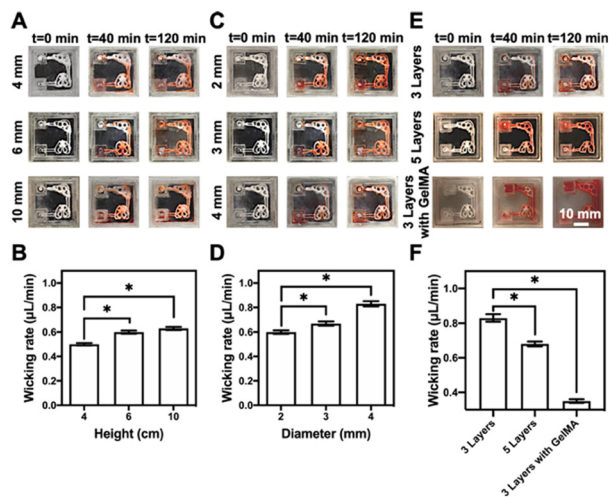 A
t=0 min t=40 min t=120 min
4 mm
6 mm
10 mm
C
t=0 min t=40 min t=120 min
2 mm
3 mm
4 mm
E
t=0 min t=40 min t=120 min
3 Layers
5 Layers
3 Layers
with GelMA
10 mm
B
Wicking rate (µL/min)
1.0
0.8
0.6
0.4
0.2
0.0
*
*
4 6 10
Height (cm)
D
Wicking rate (µL/min)
1.0
0.8
0.6
0.4
0.2
0.0
*
*
2 3 4
Diameter (mm)
F
Wicking rate (µL/min)
0.8
0.6
0.4
*
*
3 Layers
5 Layers
3 Layers with GelMA